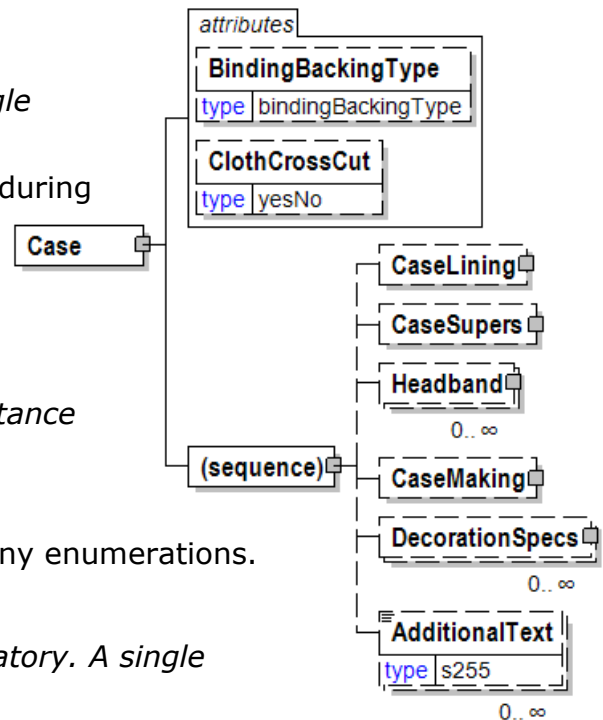 attributes
BindingBackingType
type bindingBackingType
ClothCrossCut
type yesNo
Case
(sequence)
CaseLining
CaseSupers
Headband
0.. ∞
CaseMaking
DecorationSpecs
0.. ∞
AdditionalText
type s255
0.. ∞
gle
during
tance
ny enumerations.
atory. A single